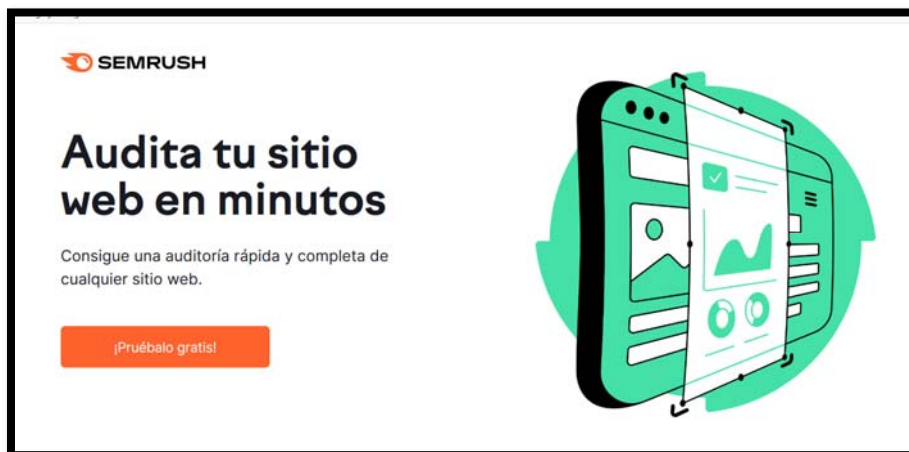 SEMRUSH
Audita tu sitio
web en minutos
Consigue una auditoría rápida y completa de
cualquier sitio web.
¡Pruébalo gratis!